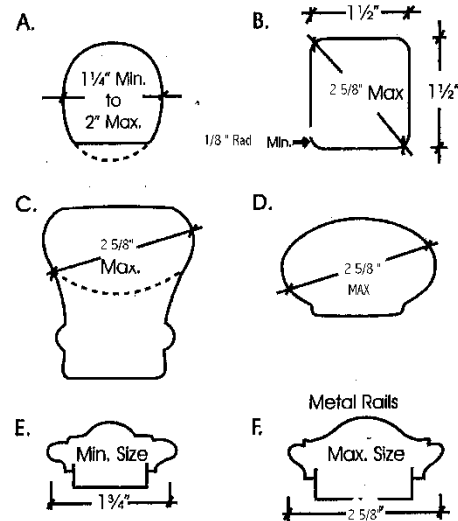 A.
1¼" Min.
to
2" Max.
B.
1½"
2 5/8" Max
1½"
1/8 " Rad Min.
C.
2 5/8"
Max.
D.
2 5/8 "
MAX
Metal Rails
E.
Min. Size
1¾"
F.
Max. Size
2 5/8"